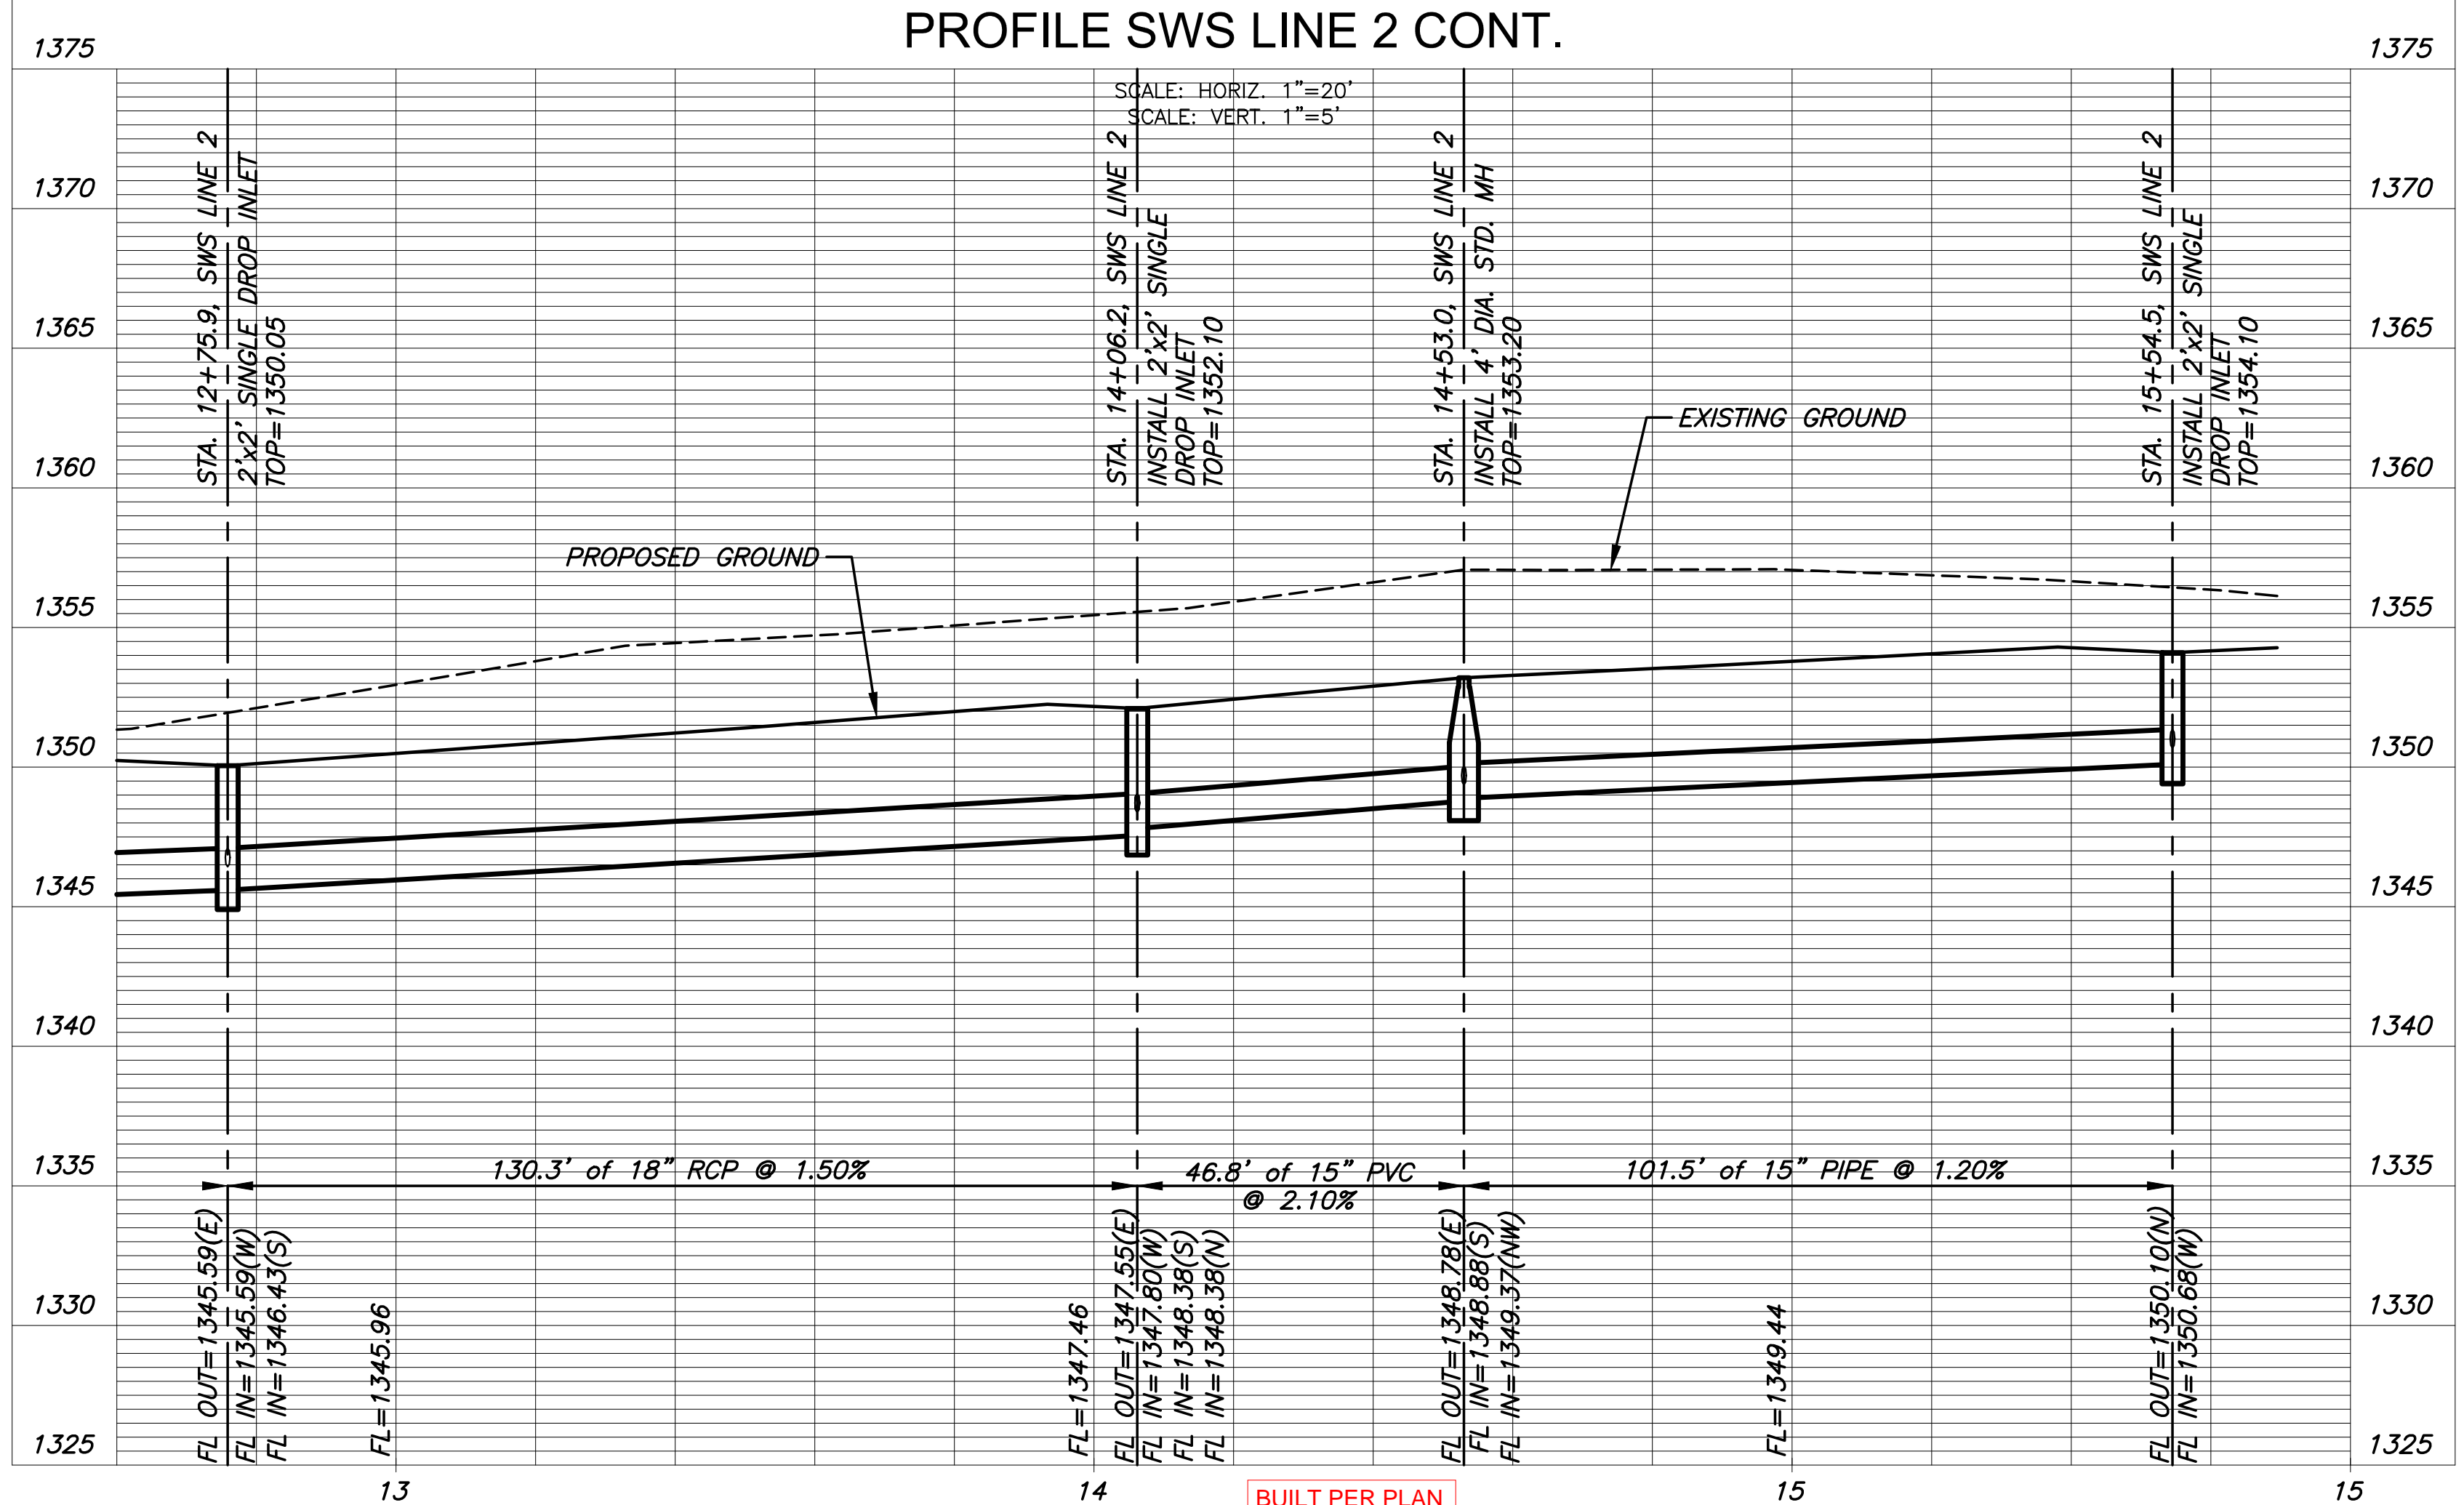 PROFILE SWS LINE 2 CONT.
SCALE: HORIZ. 1"=20'
SCALE: VERT. 1"=5'
1375
1370
1365
1360
1355
1350
1345
1340
1335
1330
1325
1375
1370
1365
1360
1355
1350
1345
1340
1335
1330
1325
STA. 12+75.9, SWS LINE 2
2'x2' SINGLE DROP INLET
TOP=1350.05
STA. 14+06.2, SWS LINE 2
INSTALL 2'x2' SINGLE
DROP INLET
TOP=1352.10
STA. 14+53.0, SWS LINE 2
INSTALL 4' DIA. STD. MH
TOP=1353.20
STA. 15+54.5, SWS LINE 2
INSTALL 2'x2' SINGLE
DROP INLET
TOP=1354.10
EXISTING GROUND
PROPOSED GROUND
130.3' of 18" RCP @ 1.50%
46.8' of 15" PVC
@ 2.10%
101.5' of 15" PIPE @ 1.20%
FL OUT=1345.59(E)
FL IN=1345.59(W)
FL IN=1346.43(S)
FL=1345.96
FL=1347.46
FL OUT=1347.55(E)
FL IN=1347.80(W)
FL IN=1348.38(S)
FL IN=1348.38(N)
FL OUT=1348.78(E)
FL IN=1348.88(S)
FL IN=1349.37(NW)
FL=1349.44
FL OUT=1350.10(N)
FL IN=1350.68(W)
13
14
15
15
BUILT PER PLAN